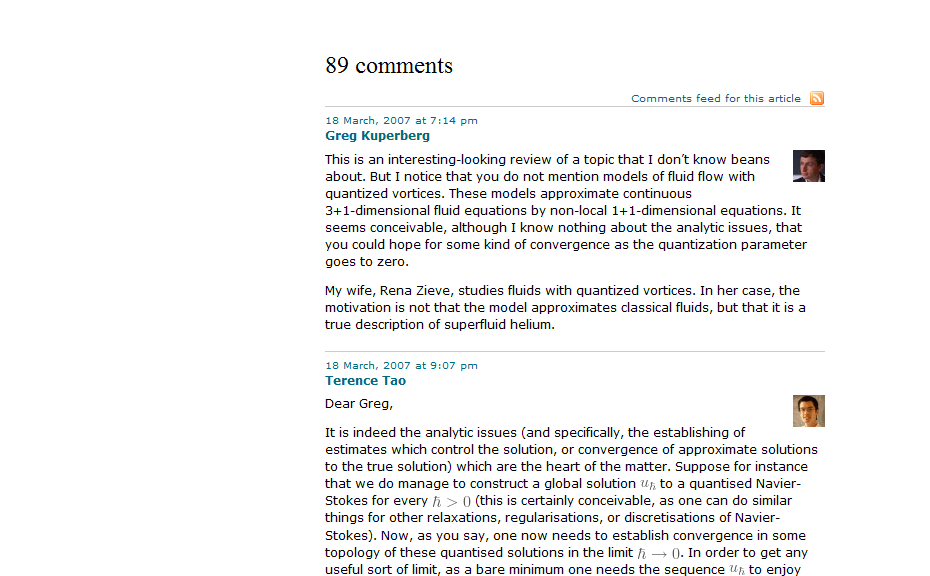 89 comments
Comments feed for this article
18 March, 2007 at 7:14 pm
Greg Kuperberg
This is an interesting-looking review of a topic that I don’t know beans
about. But I notice that you do not mention models of fluid flow with
quantized vortices. These models approximate continuous
3+1-dimensional fluid equations by non-local 1+1-dimensional equations. It
seems conceivable, although I know nothing about the analytic issues, that
you could hope for some kind of convergence as the quantization parameter
goes to zero.
My wife, Rena Zieve, studies fluids with quantized vortices. In her case, the
motivation is not that the model approximates classical fluids, but that it is a
true description of superfluid helium.
18 March, 2007 at 9:07 pm
Terence Tao
Dear Greg,
It is indeed the analytic issues (and specifically, the establishing of
estimates which control the solution, or convergence of approximate solutions
to the true solution) which are the heart of the matter. Suppose for instance
that we do manage to construct a global solution u_ℏ to a quantised Navier-
Stokes for every ℏ > 0 (this is certainly conceivable, as one can do similar
things for other relaxations, regularisations, or discretisations of Navier-
Stokes). Now, as you say, one now needs to establish convergence in some
topology of these quantised solutions in the limit ℏ → 0. In order to get any
useful sort of limit, as a bare minimum one needs the sequence u_ℏ to enjoy